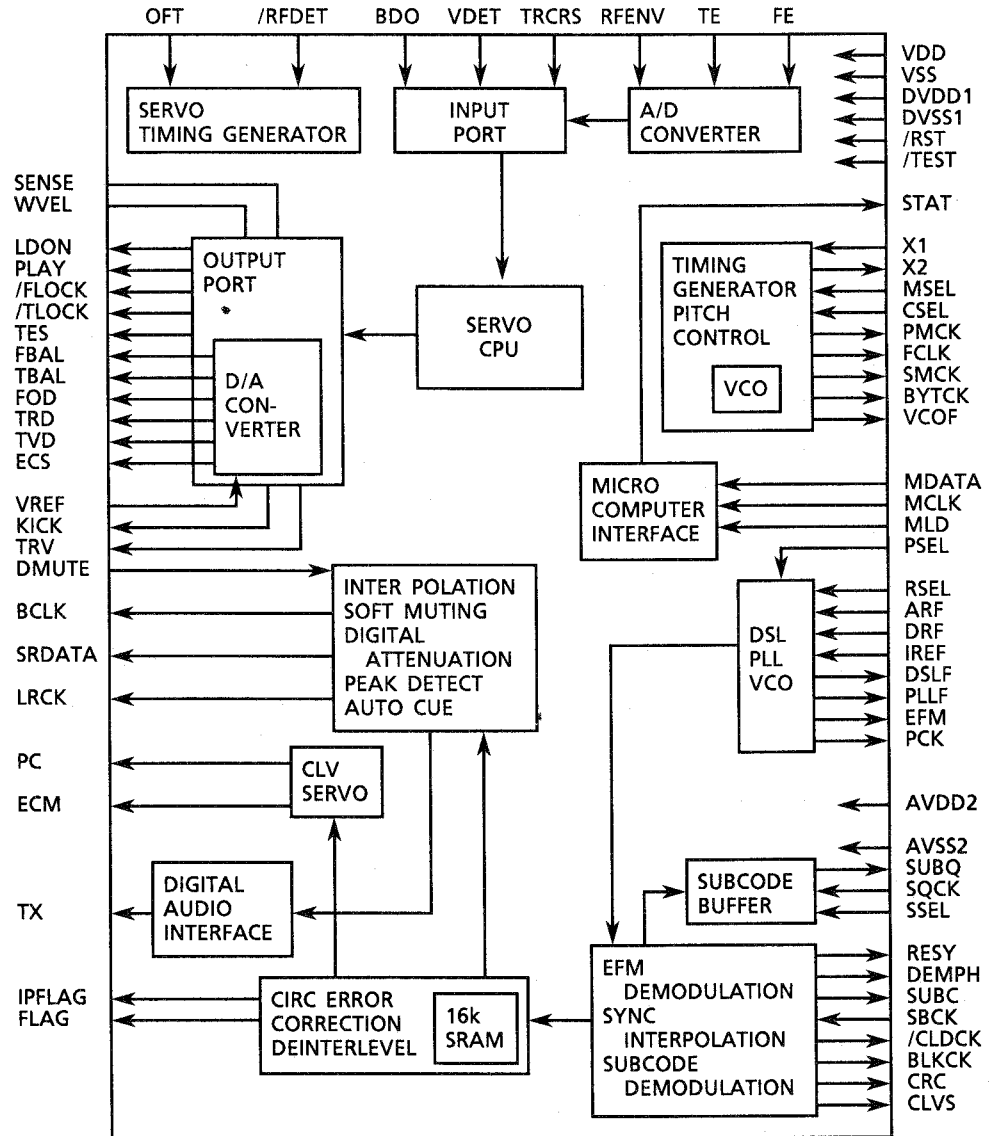 OFT /RFDET BDO VDET TRCRS RFENV TE FE
SERVO
TIMING GENERATOR
INPUT
PORT
A/D
CONVERTER
VDD
VSS
DVDD1
DVSS1
/RST
/TEST
STAT
SENSE
WVEL
LDON
PLAY
/FLOCK
/TLOCK
TES
FBAL
TBAL
FOD
TRD
TVD
ECS
VREF
KICK
TRV
DMUTE
BCLK
SRDATA
LRCK
PC
ECM
TX
IPFLAG
FLAG
OUTPUT
PORT
D/A
CON-
VERTER
SERVO
CPU
TIMING
GENERATOR
PITCH
CONTROL
VCO
X1
X2
MSEL
CSEL
PMCK
FCLK
SMCK
BYTCK
VCOF
MICRO
COMPUTER
INTERFACE
MDATA
MCLK
MLD
PSEL
INTER POLATION
SOFT MUTING
DIGITAL
ATTENUATION
PEAK DETECT
AUTO CUE
DSL
PLL
VCO
RSEL
ARF
DRF
IREF
DSLF
PLLF
EFM
PCK
AVDD2
AVSS2
CLV
SERVO
DIGITAL
AUDIO
INTERFACE
SUBCODE
BUFFER
SUBQ
SQCK
SSEL
CIRC ERROR
CORRECTION
DEINTERLEVEL
16k
SRAM
EFM
DEMODULATION
SYNC
INTERPOLATION
SUBCODE
DEMODULATION
RESY
DEMPH
SUBC
SBCK
/CLDCK
BLKCK
CRC
CLVS